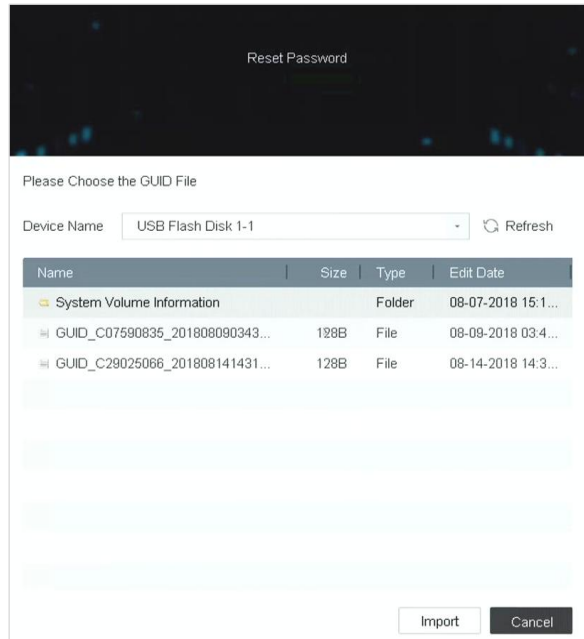 Reset Password
Please Choose the GUID File
Device Name USB Flash Disk 1-1 Refresh
Name Size Type Edit Date
System Volume Information Folder 08-07-2018 15:1...
GUID_C07590835_201808090343... 128B File 08-09-2018 03:4...
GUID_C29025066_201808141431... 128B File 08-14-2018 14:3...
Import Cancel